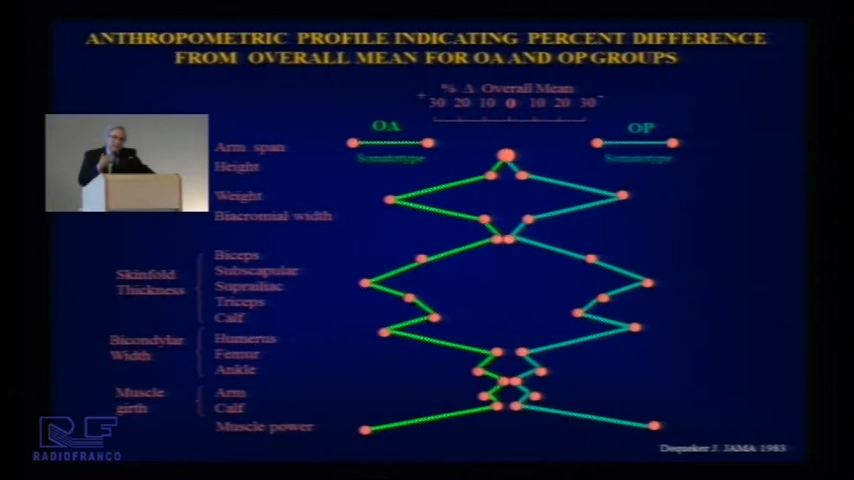 ANTHROPOMETRIC PROFILE INDICATING PERCENT DIFFERENCE
FROM OVERALL MEAN FOR OA AND OP GROUPS
% Δ Overall Mean
+ 30 20 10 0 10 20 30 -
OA
OP
Somatotype
Somatotype
Arm span
Height
Weight
Biacromial width
Skinfold
Thickness
Biceps
Subscapular
Suprailiac
Triceps
Calf
Bicondylar
Width
Humerus
Femur
Ankle
Muscle
girth
Arm
Calf
Muscle power
RF
RADIOFRANCO
Dequeker J. JAMA 1983